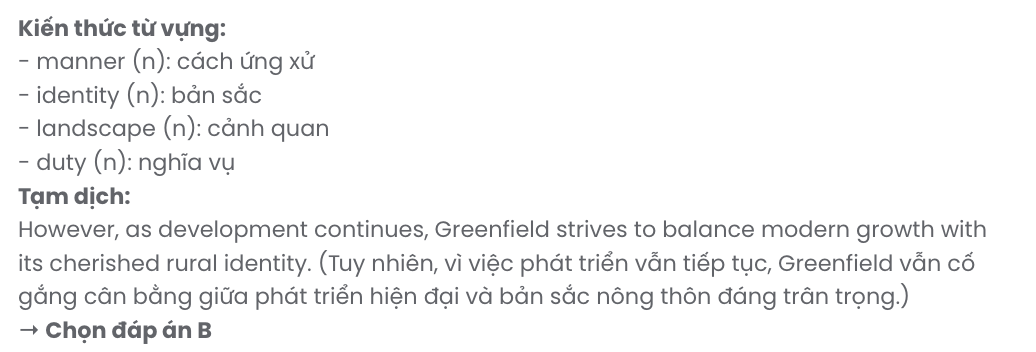 Kiến thức từ vựng:
- manner (n): cách ứng xử
- identity (n): bản sắc
- landscape (n): cảnh quan
- duty (n): nghĩa vụ
Tạm dịch:
However, as development continues, Greenfield strives to balance modern growth with
its cherished rural identity. (Tuy nhiên, vì việc phát triển vẫn tiếp tục, Greenfield vẫn cố
gắng cân bằng giữa phát triển hiện đại và bản sắc nông thôn đáng trân trọng.)
→ Chọn đáp án B